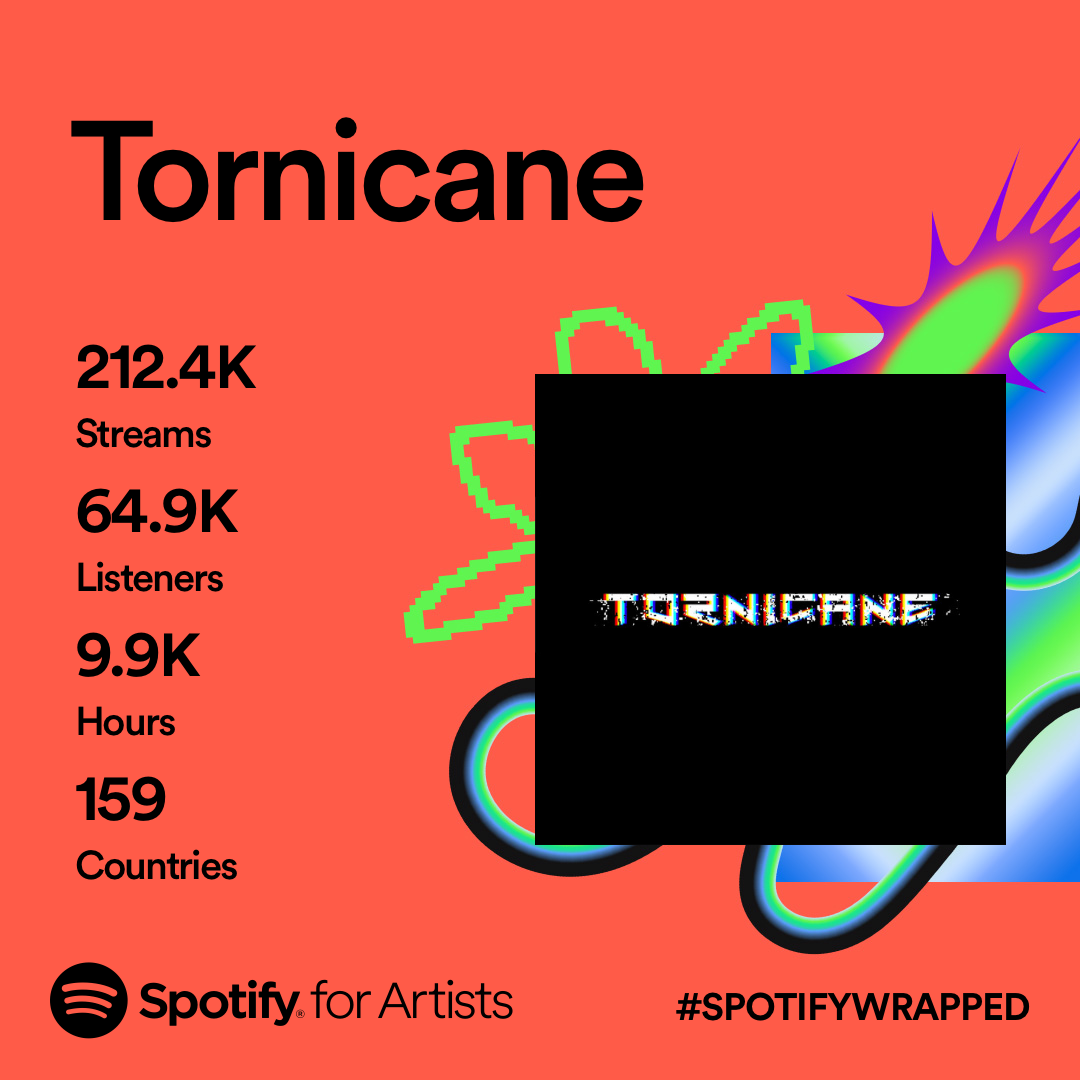 Tornicane
212.4K
Streams
64.9K
Listeners
9.9K
Hours
159
Countries
TORNICANE
Spotify® for Artists
#SPOTIFYWRAPPED